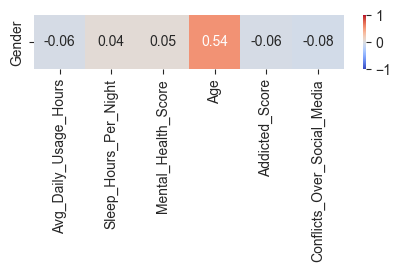 Gender
-0.06 0.04 0.05 0.54 -0.06 -0.08
1
0
−1
Avg_Daily_Usage_Hours
Sleep_Hours_Per_Night
Mental_Health_Score
Age
Addicted_Score
Conflicts_Over_Social_Media